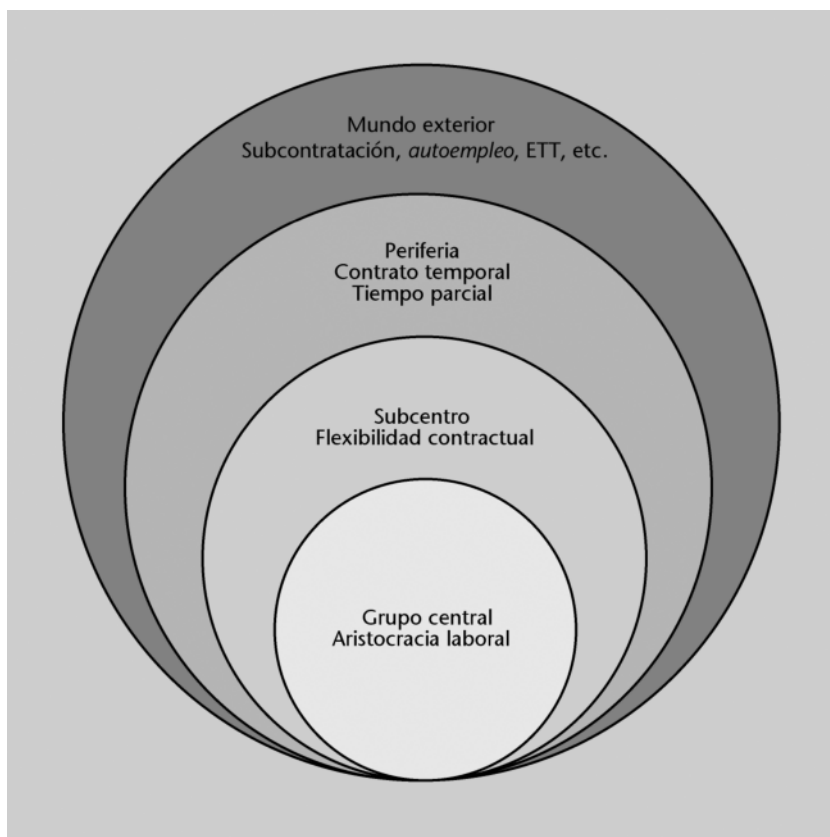 Mundo exterior
Subcontratación, autoempleo, ETT, etc.
Periferia
Contrato temporal
Tiempo parcial
Subcentro
Flexibilidad contractual
Grupo central
Aristocracia laboral